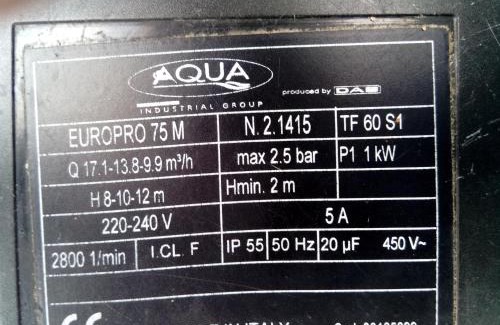 AQUA
INDUSTRIAL GROUP
produced by DAB
EUROPRO 75 M N. 2.1415 TF 60 S1
Q 17.1-13.8-9.9 m³/h max 2.5 bar P1 1 kW
H 8-10-12 m Hmin. 2 m
220-240 V 5 A
2800 1/min I.CL. F IP 55 50 Hz 20 µF 450 V~
CE